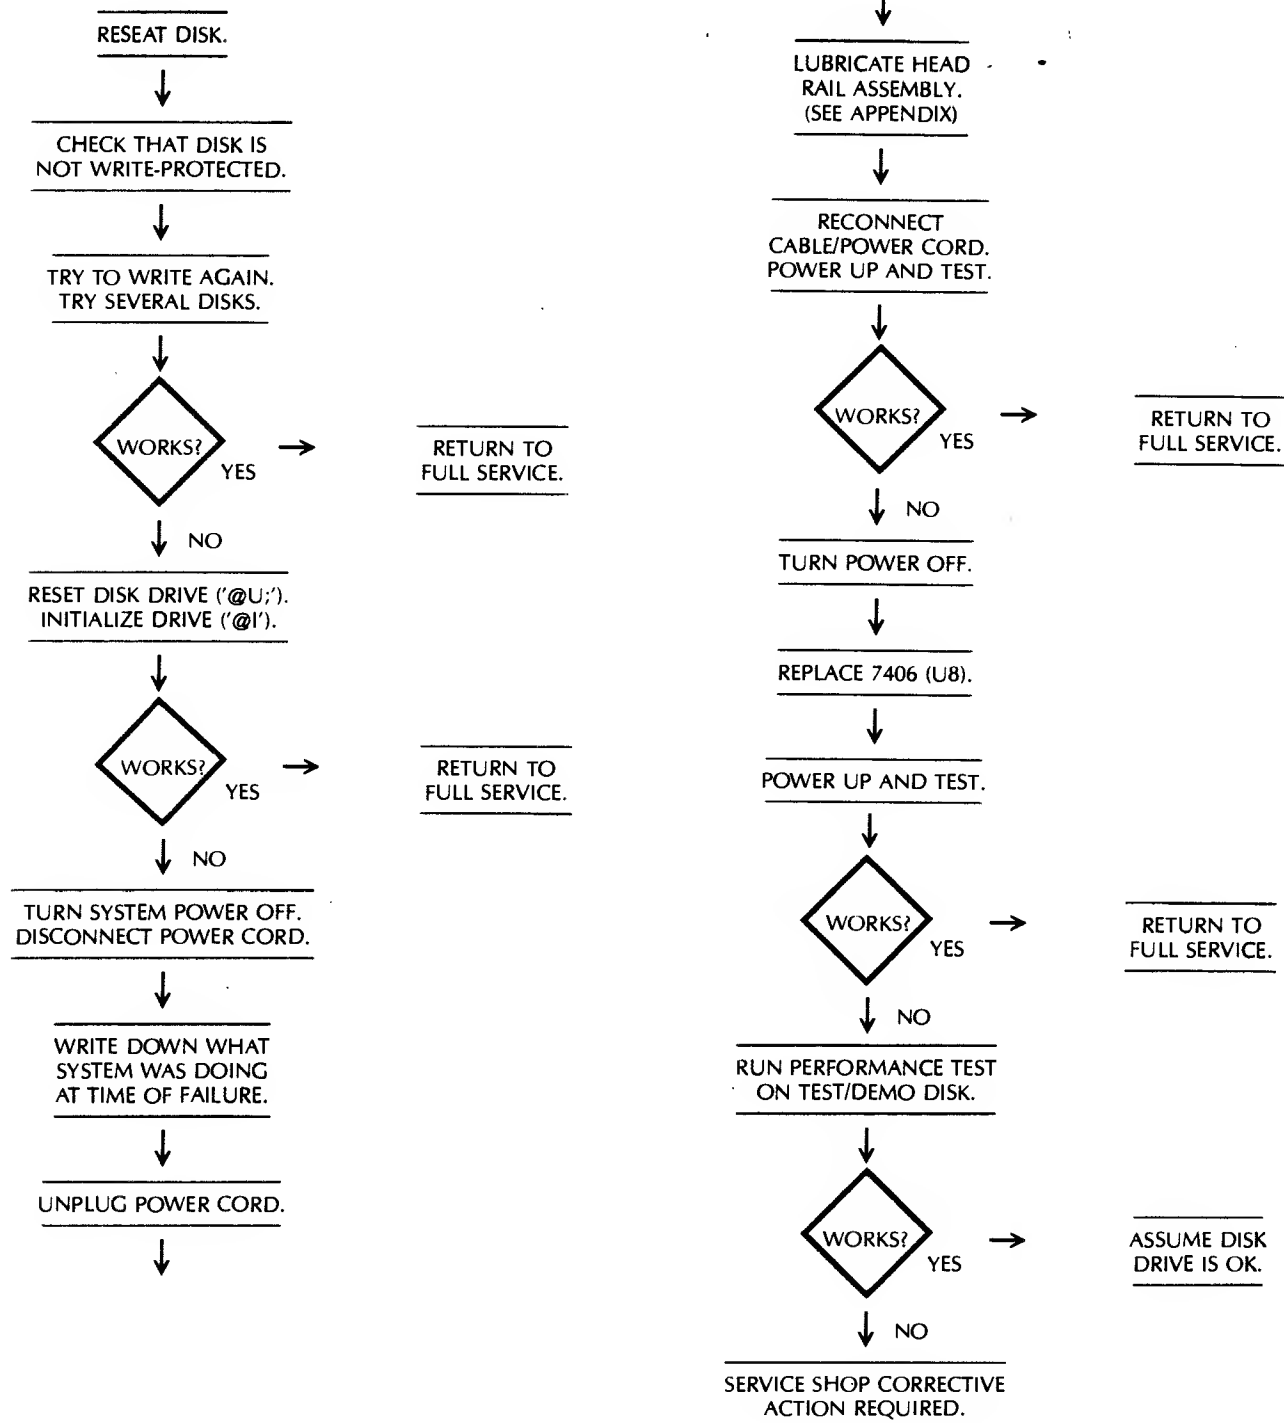 RESEAT DISK.
CHECK THAT DISK IS
NOT WRITE-PROTECTED.
TRY TO WRITE AGAIN.
TRY SEVERAL DISKS.
WORKS?
YES
RETURN TO
FULL SERVICE.
NO
RESET DISK DRIVE ('@U;').
INITIALIZE DRIVE ('@I').
WORKS?
YES
RETURN TO
FULL SERVICE.
NO
TURN SYSTEM POWER OFF.
DISCONNECT POWER CORD.
WRITE DOWN WHAT
SYSTEM WAS DOING
AT TIME OF FAILURE.
UNPLUG POWER CORD.
LUBRICATE HEAD
RAIL ASSEMBLY.
(SEE APPENDIX)
RECONNECT
CABLE/POWER CORD.
POWER UP AND TEST.
WORKS?
YES
RETURN TO
FULL SERVICE.
NO
TURN POWER OFF.
REPLACE 7406 (U8).
POWER UP AND TEST.
WORKS?
YES
RETURN TO
FULL SERVICE.
NO
RUN PERFORMANCE TEST
ON TEST/DEMO DISK.
WORKS?
YES
ASSUME DISK
DRIVE IS OK.
NO
SERVICE SHOP CORRECTIVE
ACTION REQUIRED.